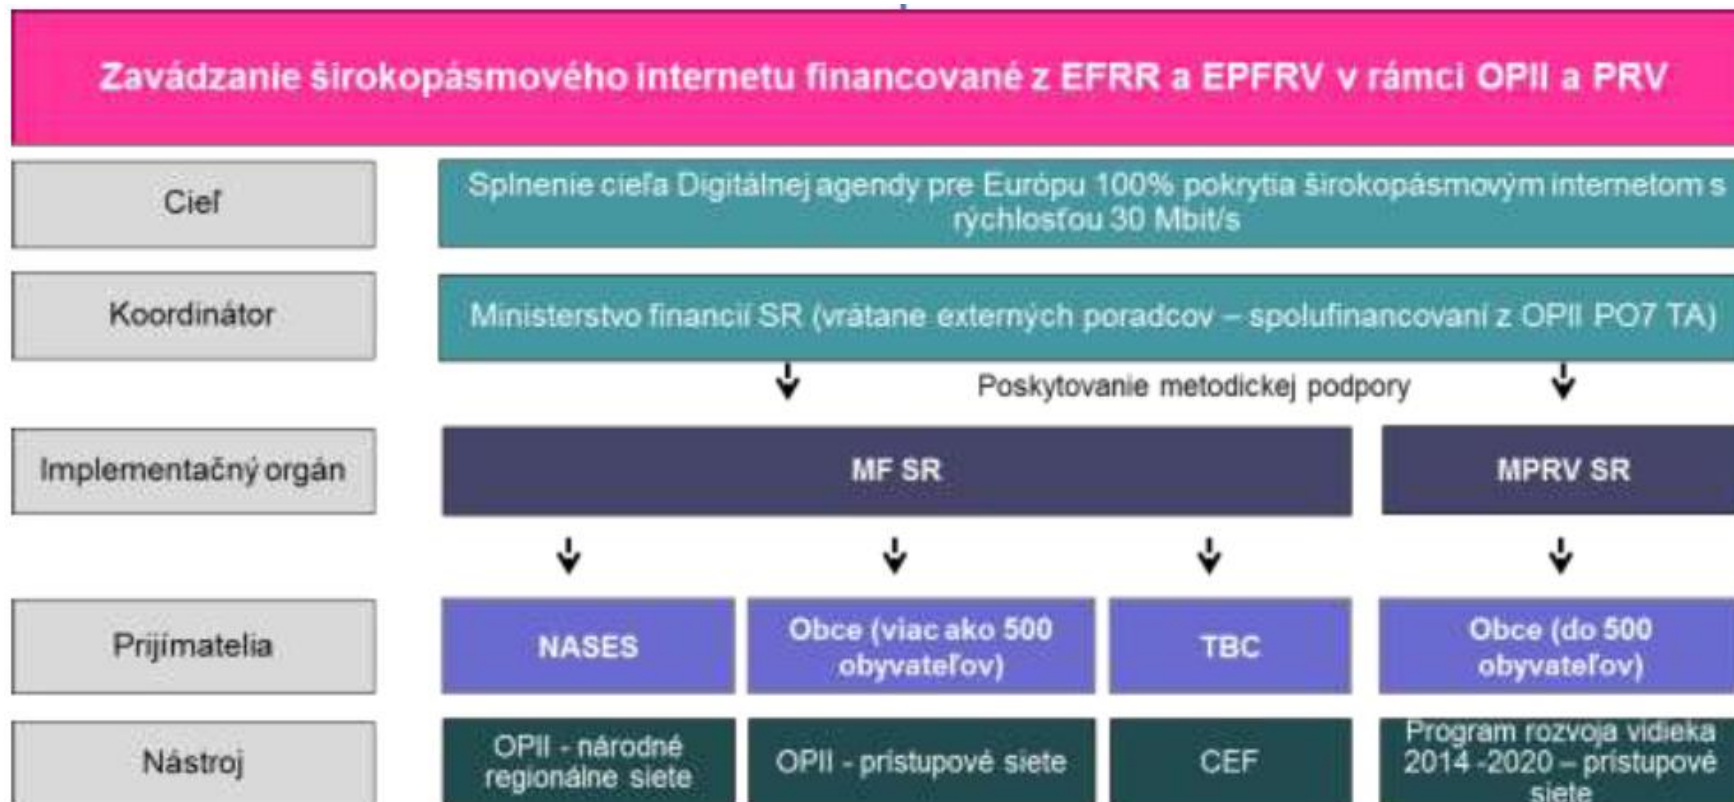 Zavádzanie širokopásmového internetu financované z EFRR a EPFRV v rámci OPII a PRV
Cieľ
Splnenie cieľa Digitálnej agendy pre Európu 100% pokrytia širokopásmovým internetom s
rýchlosťou 30 Mbit/s
Koordinátor
Ministerstvo financií SR (vrátane externých poradcov – spolufinancovaní z OPII PO7 TA)
Poskytovanie metodickej podpory
Implementačný orgán
MF SR
MPRV SR
Prijímatelia
NASES
Obce (viac ako 500
obyvateľov)
TBC
Obce (do 500
obyvateľov)
Nástroj
OPII - národné
regionálne siete
OPII - prístupové siete
CEF
Program rozvoja vidieka
2014 -2020 – prístupové
siete